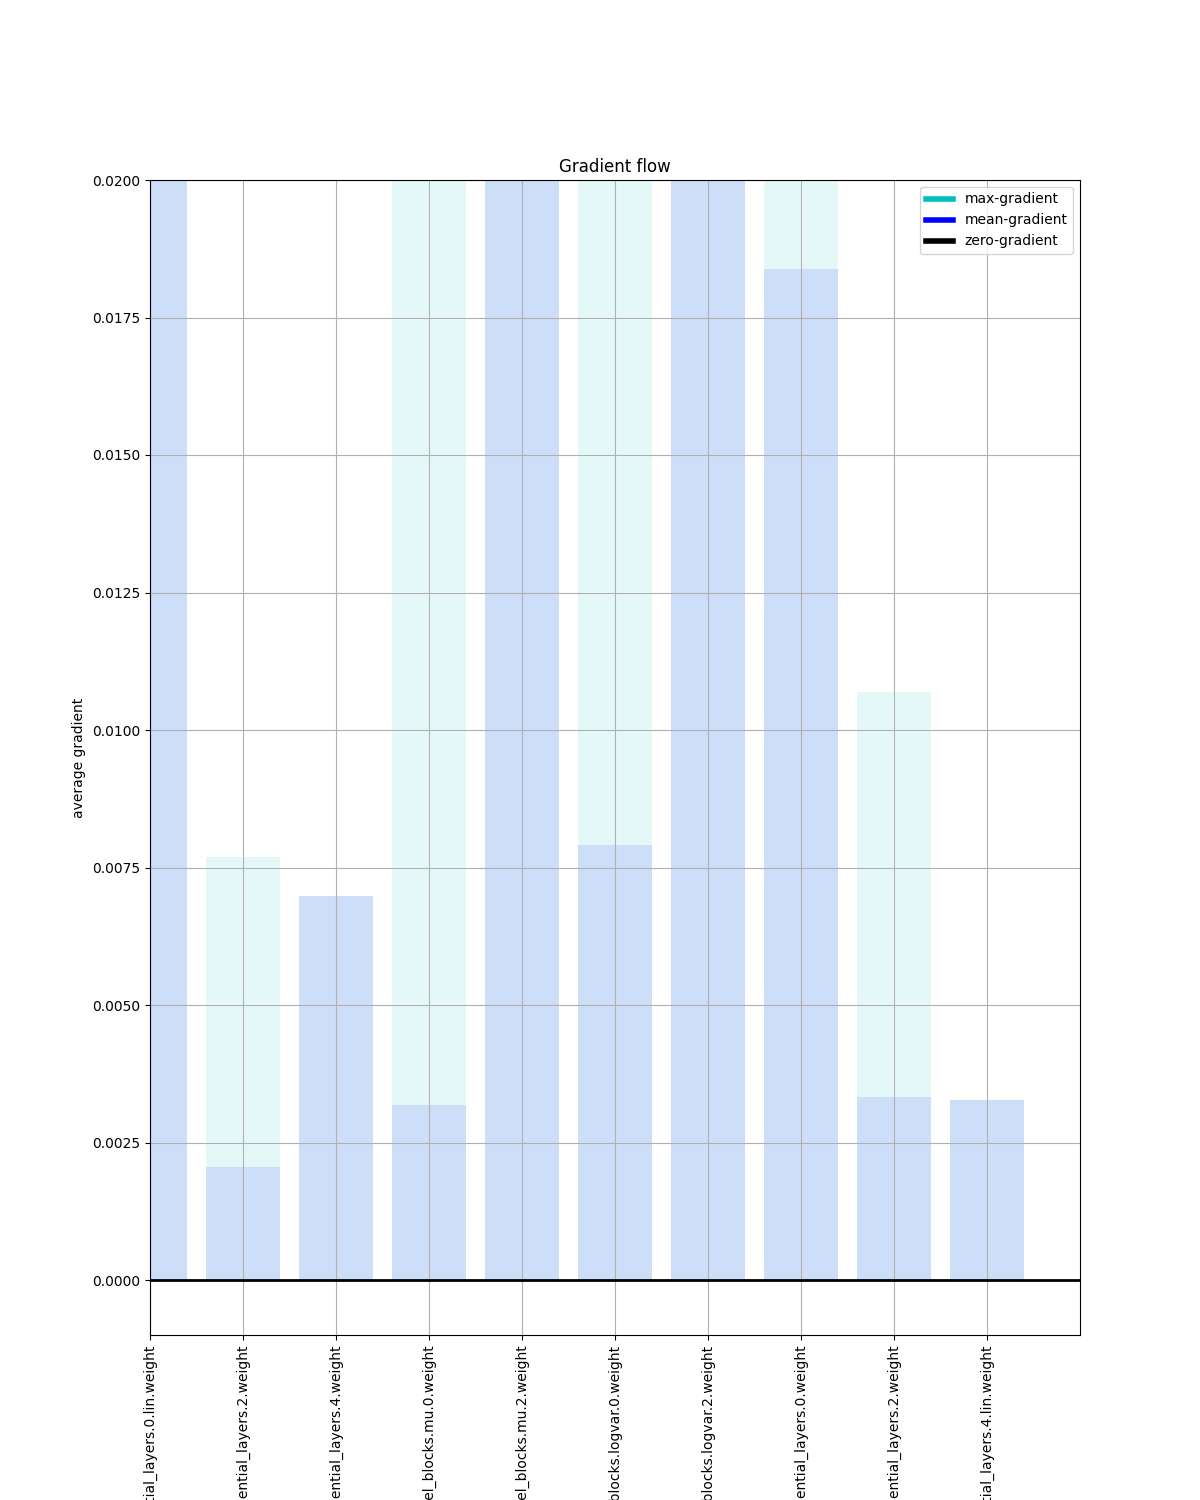 Gradient flow
max-gradient
mean-gradient
zero-gradient
0.0200
0.0175
0.0150
0.0125
0.0100
0.0075
0.0050
0.0025
0.0000
average gradient
tial_layers.0.lin.weight
ential_layers.2.weight
ential_layers.4.weight
el_blocks.mu.0.weight
el_blocks.mu.2.weight
blocks.logvar.0.weight
blocks.logvar.2.weight
ential_layers.0.weight
ential_layers.2.weight
tial_layers.4.lin.weight